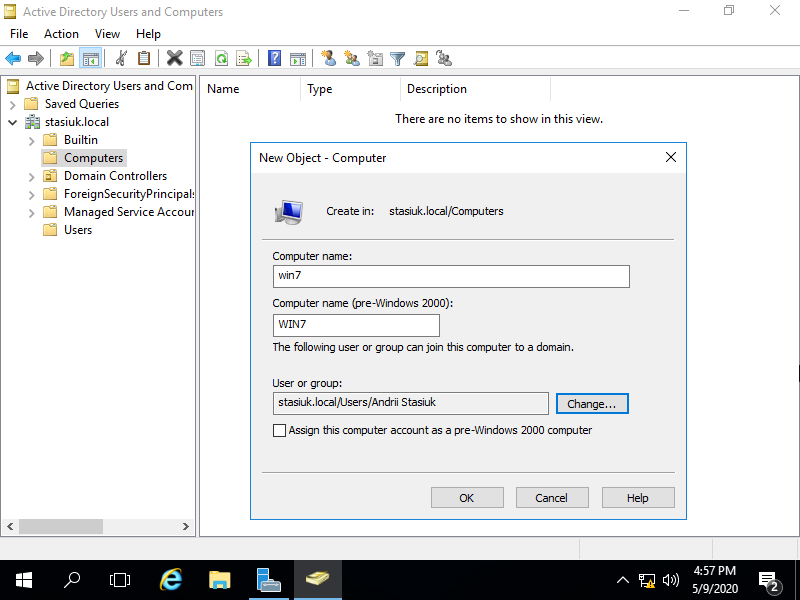 Active Directory Users and Computers
File Action View Help
Active Directory Users and Com
Saved Queries
stasiuk.local
Builtin
Computers
Domain Controllers
ForeignSecurityPrincipals
Managed Service Accour
Users
Name Type Description
There are no items to show in this view.
New Object - Computer
Create in: stasiuk.local/Computers
Computer name:
win7
Computer name (pre-Windows 2000):
WIN7
The following user or group can join this computer to a domain.
User or group:
stasiuk.local/Users/Andrii Stasiuk
Change...
Assign this computer account as a pre-Windows 2000 computer
OK Cancel Help
4:57 PM
5/9/2020
2